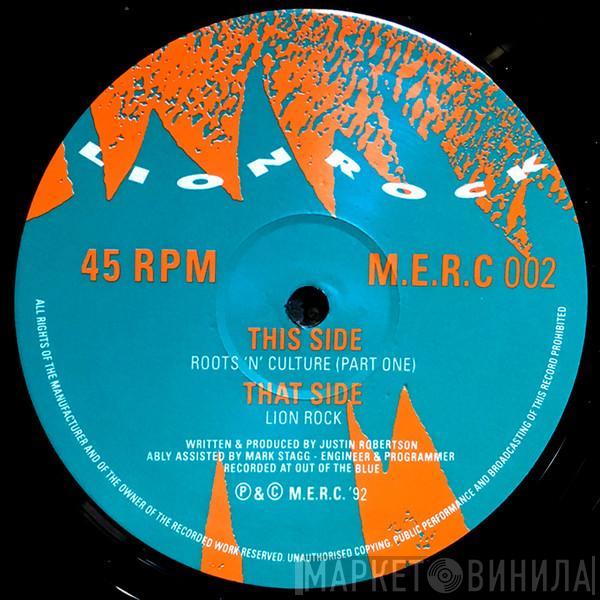 LIONROCK
45 RPM
M.E.R.C 002
THIS SIDE
ROOTS 'N' CULTURE (PART ONE)
THAT SIDE
LION ROCK
WRITTEN & PRODUCED BY JUSTIN ROBERTSON
ABLY ASSISTED BY MARK STAGG - ENGINEER & PROGRAMMER
RECORDED AT OUT OF THE BLUE
Ⓟ & © M.E.R.C. '92
ALL RIGHTS OF THE MANUFACTURER AND OF THE OWNER OF THE RECORDED WORK RESERVED. UNAUTHORISED COPYING, PUBLIC PERFORMANCE AND BROADCASTING OF THIS RECORD PROHIBITED
МАРКЕТ ВИНИЛА